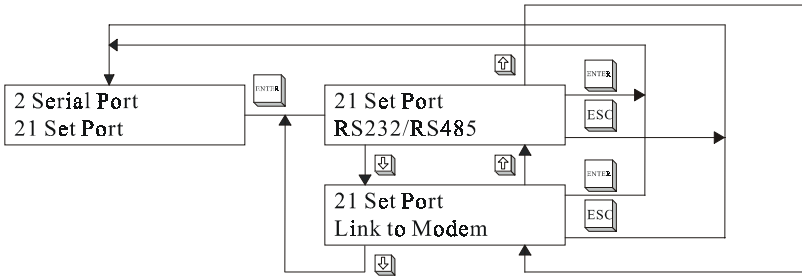 2 Serial Port
21 Set Port
ENTER
21 Set Port
RS232/RS485
ENTER
ESC
21 Set Port
Link to Modem
ENTER
ESC